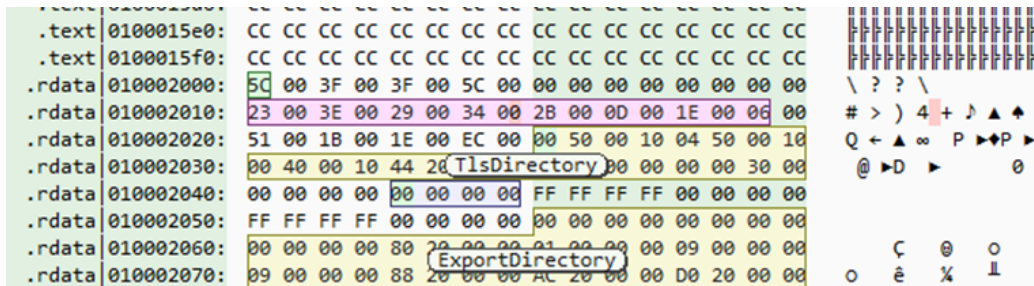 .text|0100015e0: CC CC CC CC CC CC CC CC CC CC CC CC CC CC CC CC ╠╠╠╠╠╠╠╠╠╠╠╠╠╠╠╠
.text|0100015f0: CC CC CC CC CC CC CC CC CC CC CC CC CC CC CC CC ╠╠╠╠╠╠╠╠╠╠╠╠╠╠╠╠
.rdata|010002000: 5C 00 3F 00 3F 00 5C 00 00 00 00 00 00 00 00 00 \ ? ? \
.rdata|010002010: 23 00 3E 00 29 00 34 00 2B 00 0D 00 1E 00 06 00 # > ) 4 + ♪ ▲ ♠
.rdata|010002020: 51 00 1B 00 1E 00 EC 00 00 50 00 10 04 50 00 10 Q ← ▲ ∞ P ►♦P ►
.rdata|010002030: 00 40 00 10 44 20 TlsDirectory 00 00 00 00 30 00 @ ►D ► 0
.rdata|010002040: 00 00 00 00 00 00 00 00 FF FF FF FF 00 00 00 00
.rdata|010002050: FF FF FF FF 00 00 00 00 00 00 00 00 00 00 00 00
.rdata|010002060: 00 00 00 00 80 20 00 00 01 00 00 00 09 00 00 00 Ç ☺ ○
.rdata|010002070: 09 00 00 00 88 20 ExportDirectory 00 00 D0 20 00 00 ○ ê ¼ ╨